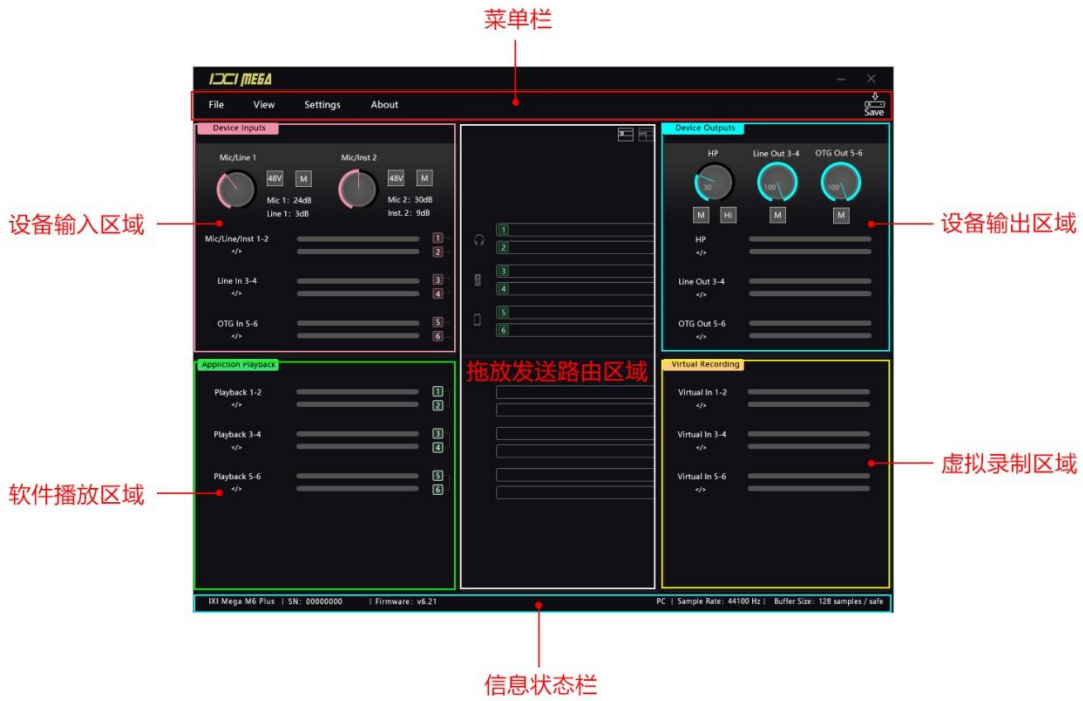 菜单栏
IXI MEGA
File View Settings About Save
Device Inputs
Mic/Line 1 Mic/Inst 2
48V M 48V M
Mic 1: 24dB Mic 2: 30dB
Line 1: 3dB Inst. 2: 9dB
Mic/Line/Inst 1-2 1
</> 2
Line In 3-4 3
</> 4
OTG In 5-6 5
</> 6
设备输入区域
Appliction Playback
Playback 1-2 1
</> 2
Playback 3-4 3
</> 4
Playback 5-6 5
</> 6
软件播放区域
1
2
3
4
5
6
拖放发送路由区域
Device Outputs
HP Line Out 3-4 OTG Out 5-6
30 100 100
M Hi M M
HP
</>
Line Out 3-4
</>
OTG Out 5-6
</>
设备输出区域
Virtual Recording
Virtual In 1-2
</>
Virtual In 3-4
</>
Virtual In 5-6
</>
虚拟录制区域
IXI Mega M6 Plus | SN: 00000000 | Firmware: v6.21 PC | Sample Rate: 44100 Hz | Buffer Size: 128 samples / safe
信息状态栏